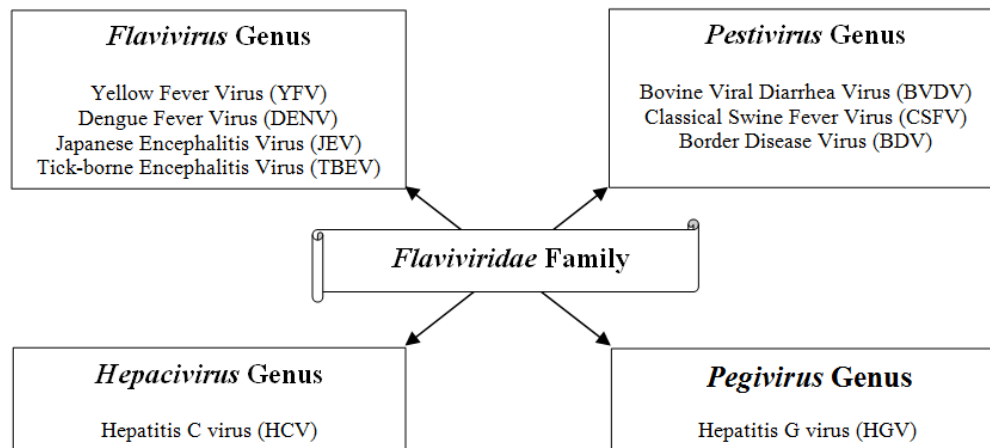 Flavivirus Genus
Yellow Fever Virus (YFV)
Dengue Fever Virus (DENV)
Japanese Encephalitis Virus (JEV)
Tick-borne Encephalitis Virus (TBEV)
Pestivirus Genus
Bovine Viral Diarrhea Virus (BVDV)
Classical Swine Fever Virus (CSFV)
Border Disease Virus (BDV)
Flaviviridae Family
Hepacivirus Genus
Hepatitis C virus (HCV)
Pegivirus Genus
Hepatitis G virus (HGV)